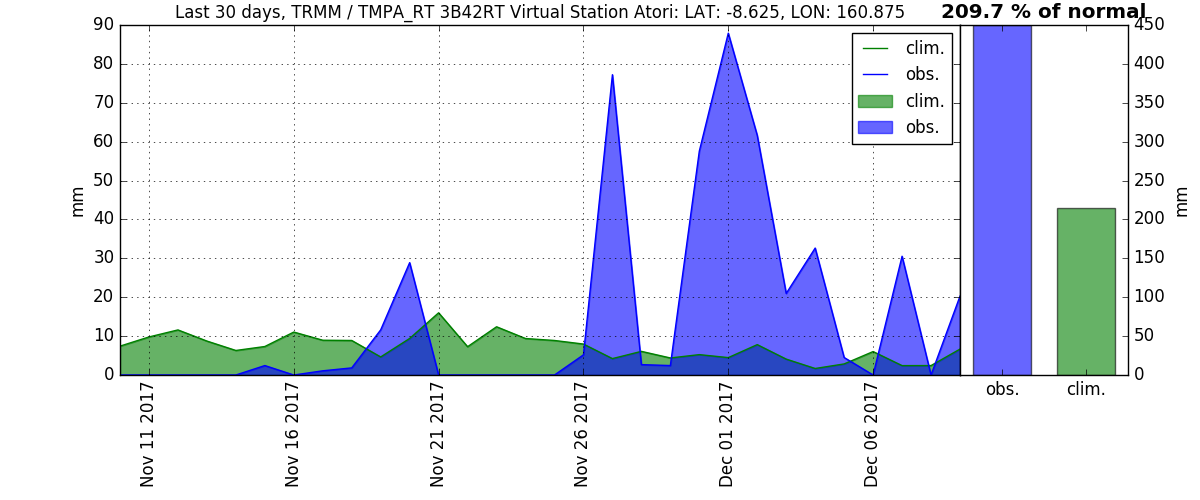 Last 30 days, TRMM / TMPA_RT 3B42RT Virtual Station Atori: LAT: -8.625, LON: 160.875
209.7 % of normal
90
80
70
60
50
40
30
20
10
0
mm
clim.
obs.
clim.
obs.
450
400
350
300
250
200
150
100
50
0
mm
Nov 11 2017
Nov 16 2017
Nov 21 2017
Nov 26 2017
Dec 01 2017
Dec 06 2017
obs.
clim.